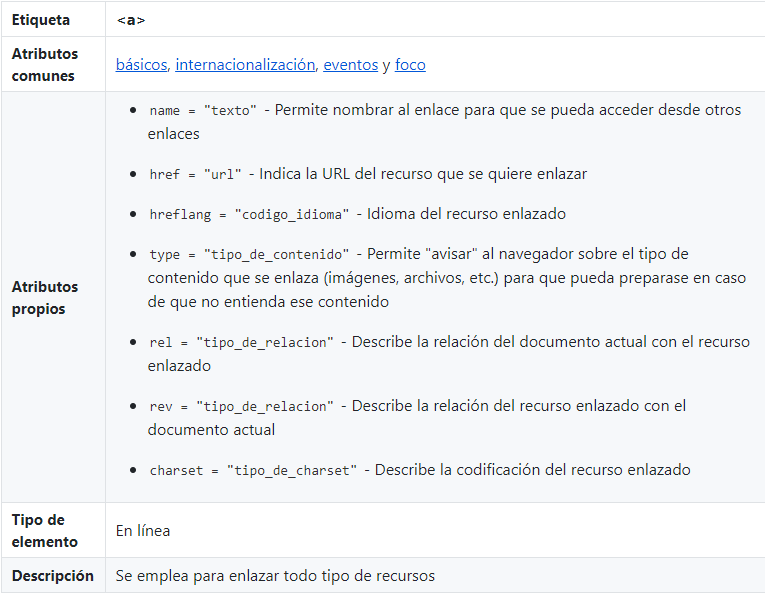 Etiqueta <a>
Atributos comunes básicos, internacionalización, eventos y foco
Atributos propios
name = "texto" - Permite nombrar al enlace para que se pueda acceder desde otros
enlaces
href = "url" - Indica la URL del recurso que se quiere enlazar
hreflang = "codigo_idioma" - Idioma del recurso enlazado
type = "tipo_de_contenido" - Permite "avisar" al navegador sobre el tipo de
contenido que se enlaza (imágenes, archivos, etc.) para que pueda preparase en caso
de que no entienda ese contenido
rel = "tipo_de_relacion" - Describe la relación del documento actual con el recurso
enlazado
rev = "tipo_de_relacion" - Describe la relación del recurso enlazado con el
documento actual
charset = "tipo_de_charset" - Describe la codificación del recurso enlazado
Tipo de elemento En línea
Descripción Se emplea para enlazar todo tipo de recursos